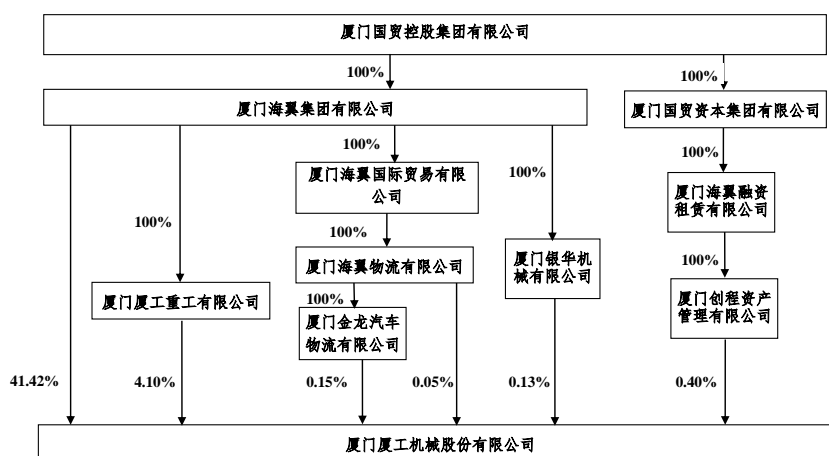 厦门国贸控股集团有限公司
100%
100%
厦门海翼集团有限公司
厦门国贸资本集团有限公司
100%
100%
100%
100%
厦门海翼国际贸易有限
公司
厦门海翼融资
租赁有限公司
100%
100%
厦门海翼物流有限公司
厦门银华机
械有限公司
厦门厦工重工有限公司
100%
厦门金龙汽车
物流有限公司
厦门创程资产
管理有限公司
41.42%
4.10%
0.15%
0.05%
0.13%
0.40%
厦门厦工机械股份有限公司